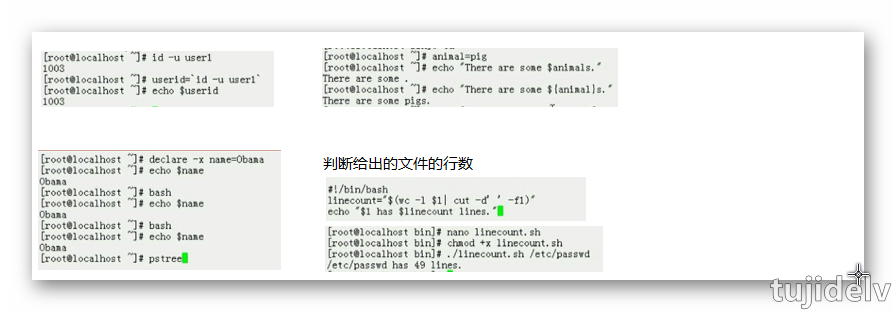 [root@localhost ~]# id -u user1
1003
[root@localhost ~]# userid=`id -u user1`
[root@localhost ~]# echo $userid
1003
[root@localhost ~]# animal=pig
[root@localhost ~]# echo "There are some $animals."
There are some .
[root@localhost ~]# echo "There are some ${animal}s."
There are some pigs.
[root@localhost ~]# declare -x name=Obama
[root@localhost ~]# echo $name
Obama
[root@localhost ~]# bash
[root@localhost ~]# echo $name
Obama
[root@localhost ~]# bash
[root@localhost ~]# echo $name
Obama
[root@localhost ~]# pstree
判断给出的文件的行数
#!/bin/bash
linecount="$(wc -l $1| cut -d' ' -f1)"
echo "$1 has $linecount lines."
[root@localhost bin]# nano linecount.sh
[root@localhost bin]# chmod +x linecount.sh
[root@localhost bin]# ./linecount.sh /etc/passwd
/etc/passwd has 49 lines.
tujidelv